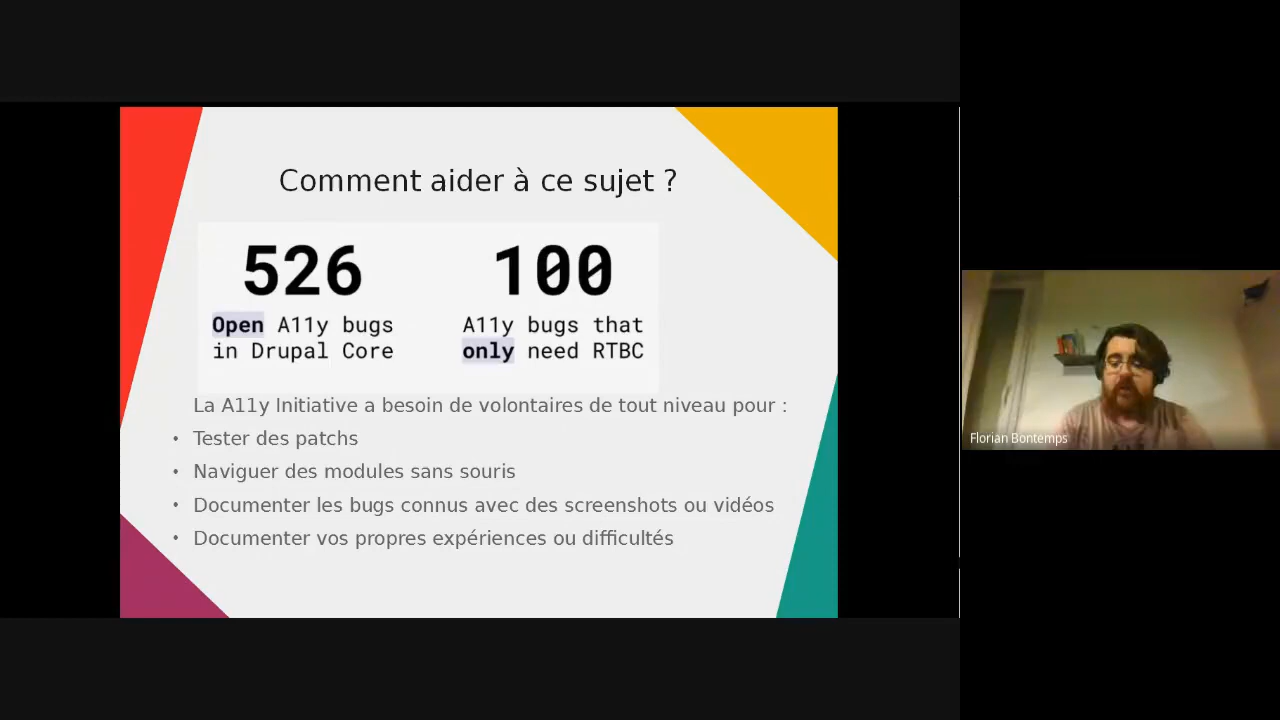 Comment aider à ce sujet ?
526
Open A11y bugs
in Drupal Core
100
A11y bugs that
only need RTBC
La A11y Initiative a besoin de volontaires de tout niveau pour :
• Tester des patchs
• Naviguer des modules sans souris
• Documenter les bugs connus avec des screenshots ou vidéos
• Documenter vos propres expériences ou difficultés
Florian Bontemps